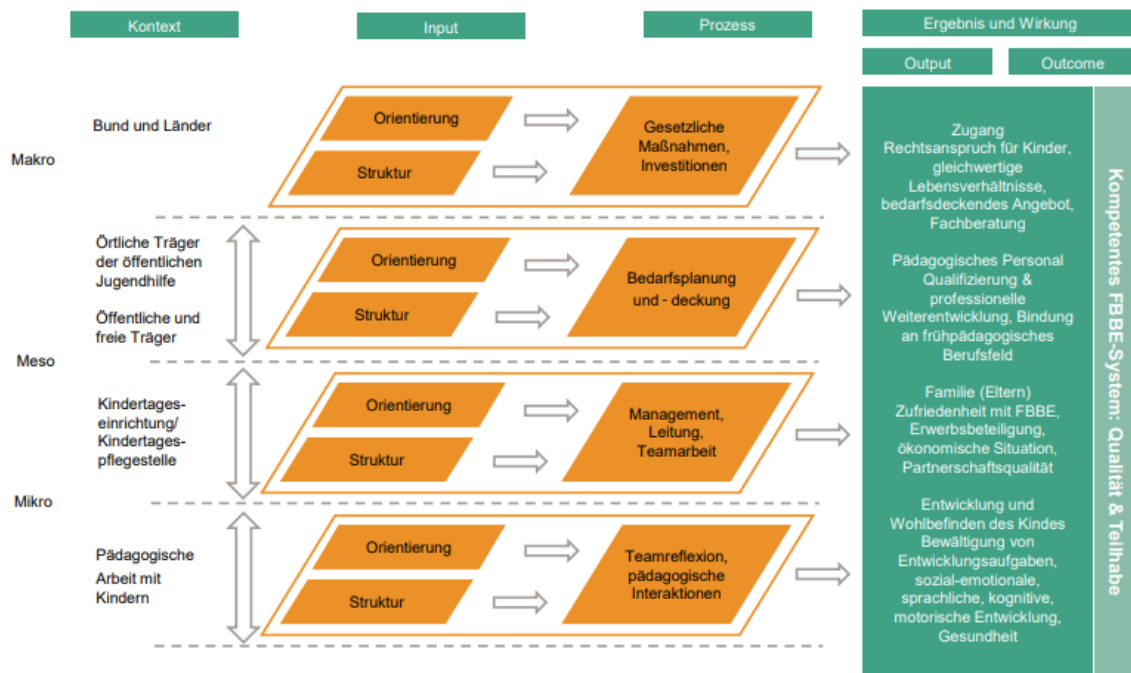 Kontext
Input
Prozess
Ergebnis und Wirkung
Output
Outcome
Makro
Bund und Länder
Orientierung
Struktur
Gesetzliche
Maßnahmen,
Investitionen
Örtliche Träger
der öffentlichen
Jugendhilfe
Öffentliche und
freie Träger
Orientierung
Struktur
Bedarfsplanung
und - deckung
Meso
Kindertages-
einrichtung/
Kindertages-
pflegestelle
Orientierung
Struktur
Management,
Leitung,
Teamarbeit
Mikro
Pädagogische
Arbeit mit
Kindern
Orientierung
Struktur
Teamreflexion,
pädagogische
Interaktionen
Zugang
Rechtsanspruch für Kinder,
gleichwertige
Lebensverhältnisse,
bedarfsdeckendes Angebot,
Fachberatung
Pädagogisches Personal
Qualifizierung &
professionelle
Weiterentwicklung, Bindung
an frühpädagogisches
Berufsfeld
Familie (Eltern)
Zufriedenheit mit FBBE,
Erwerbsbeteiligung,
ökonomische Situation,
Partnerschaftsqualität
Entwicklung und
Wohlbefinden des Kindes
Bewältigung von
Entwicklungsaufgaben,
sozial-emotionale,
sprachliche, kognitive,
motorische Entwicklung,
Gesundheit
Kompetentes FBBE-System: Qualität & Teilhabe